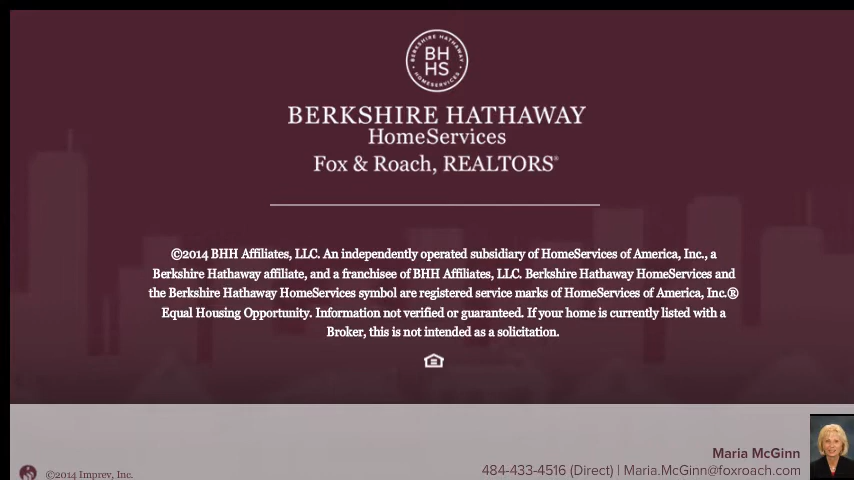 BERKSHIRE HATHAWAY
HOMESERVICES
BH
HS
BERKSHIRE HATHAWAY
HomeServices
Fox & Roach, REALTORS®
©2014 BHH Affiliates, LLC. An independently operated subsidiary of HomeServices of America, Inc., a
Berkshire Hathaway affiliate, and a franchisee of BHH Affiliates, LLC. Berkshire Hathaway HomeServices and
the Berkshire Hathaway HomeServices symbol are registered service marks of HomeServices of America, Inc.®
Equal Housing Opportunity. Information not verified or guaranteed. If your home is currently listed with a
Broker, this is not intended as a solicitation.
Maria McGinn
484-433-4516 (Direct) | Maria.McGinn@foxroach.com
©2014 Imprev, Inc.